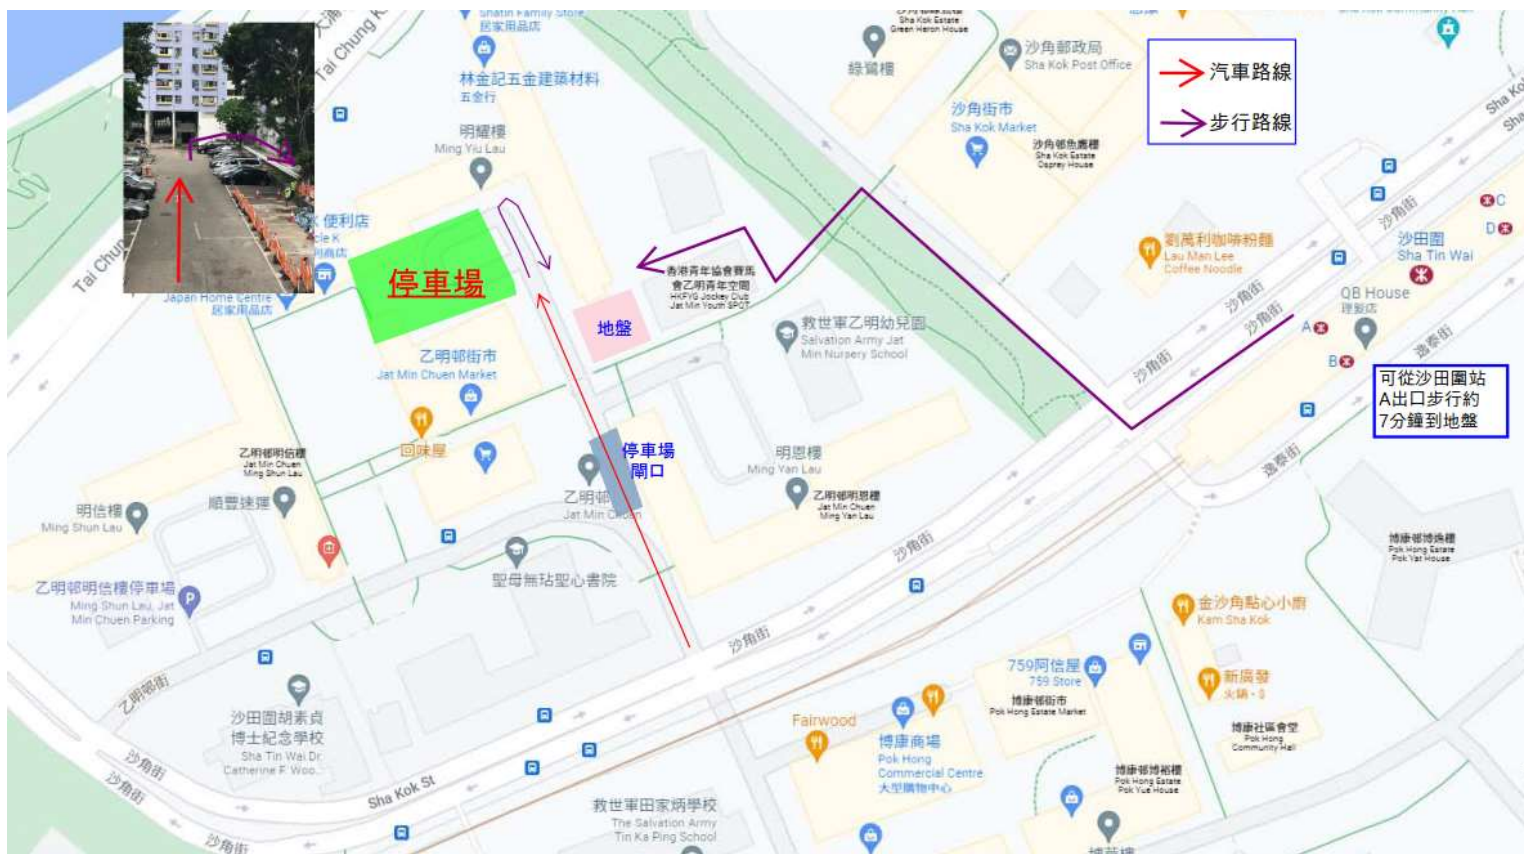 Shatin Family Store
居家用品店
林金記五金建築材料
五金行
明耀樓
Ming Yiu Lau
Tai Chung K
Tai Chung
便利店
cle K
Japan Home Centre
居家用品店
停車場
地盤
乙明邨街市
Jat Min Chuen Market
回味屋
乙明邨明信樓
Jat Min Chuen
Ming Shun Lau
順豐速運
明信樓
Ming Shun Lau
乙明邨明信樓停車場
Ming Shun Lau, Jat
Min Chuen Parking
P
乙明邨街
聖母無玷聖心書院
停車場
閘口
乙明邨
Jat Min Chuen
明恩樓
Ming Yan Lau
乙明邨明恩樓
Jat Min Chuen
Ming Yan Lau
香港青年協會賽馬
會乙明青年空間
HKFYG Jockey Club
Jat Min Youth SPOT
救世軍乙明幼兒園
Salvation Army Jat
Min Nursery School
Sha Kok Estate
Green Heron House
綠鷺樓
沙角郵政局
Sha Kok Post Office
沙角街市
Sha Kok Market
沙角邨魚鷹樓
Sha Kok Estate
Osprey House
汽車路線
步行路線
Sha Ko
劉萬利咖啡粉麵
Lau Man Lee
Coffee Noodle
沙角街
沙角街
沙角街
沙角街
C
D
沙田圍
Sha Tin Wai
QB House
理髮店
A
B
逸泰街
逸泰街
可從沙田圍站
A出口步行約
7分鐘到地盤
沙角街
沙角街
博康邨博逸樓
Pok Hong Estate
Pok Yat House
金沙角點心小廚
Kam Sha Kok
759阿信屋
759 Store
博康邨街市
Pok Hong Estate Market
新廣發
火鍋・$
博康社區會堂
Pok Hong
Community Hall
Fairwood
博康商場
Pok Hong
Commercial Centre
大型購物中心
博康邨博裕樓
Pok Hong Estate
Pok Yue House
沙田圍胡素貞
博士紀念學校
Sha Tin Wai Dr.
Catherine F. Woo...
沙角街
沙角街
沙角街
Sha Kok St
救世軍田家炳學校
The Salvation Army
Tin Ka Ping School